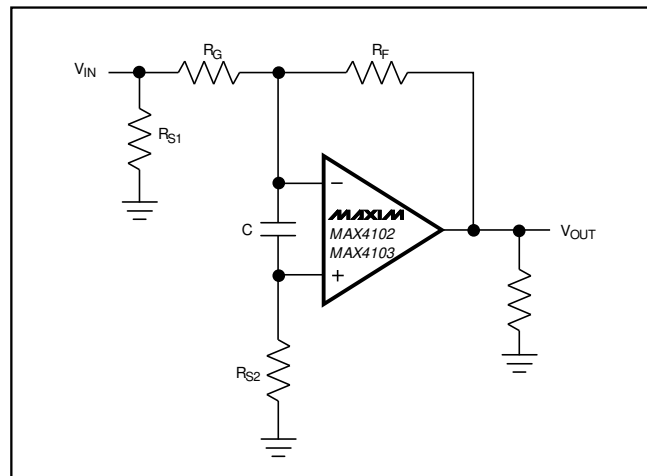 V_IN
R_G
R_F
R_S1
−
MAXIM
MAX4102
C
MAX4103
+
V_OUT
R_S2